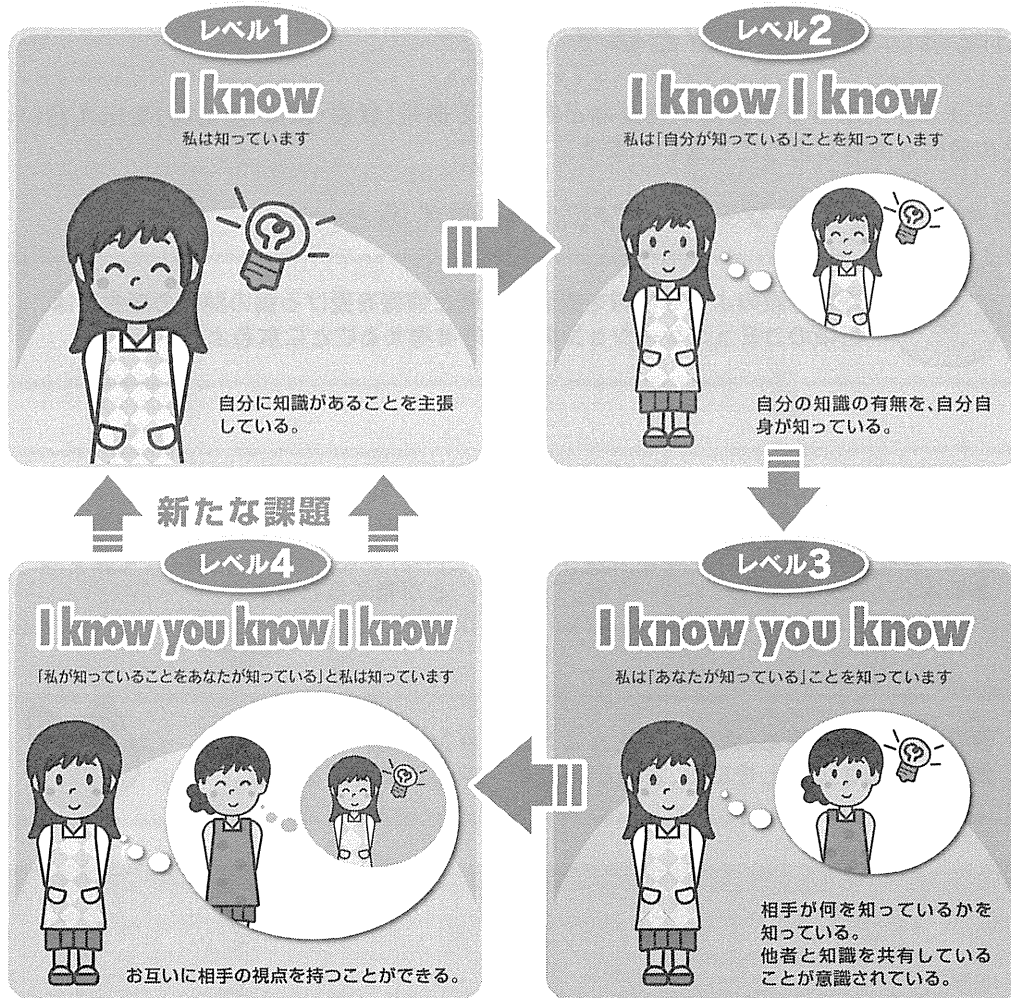 レベル1
I know
私は知っています
自分に知識があることを主張
している。
レベル2
I know I know
私は「自分が知っている」ことを知っています
自分の知識の有無を、自分自
身が知っている。
レベル3
I know you know
私は「あなたが知っている」ことを知っています
相手が何を知っているかを
知っている。
他者と知識を共有している
ことが意識されている。
レベル4
I know you know I know
「私が知っていることをあなたが知っている」と私は知っています
お互いに相手の視点を持つことができる。
新たな課題